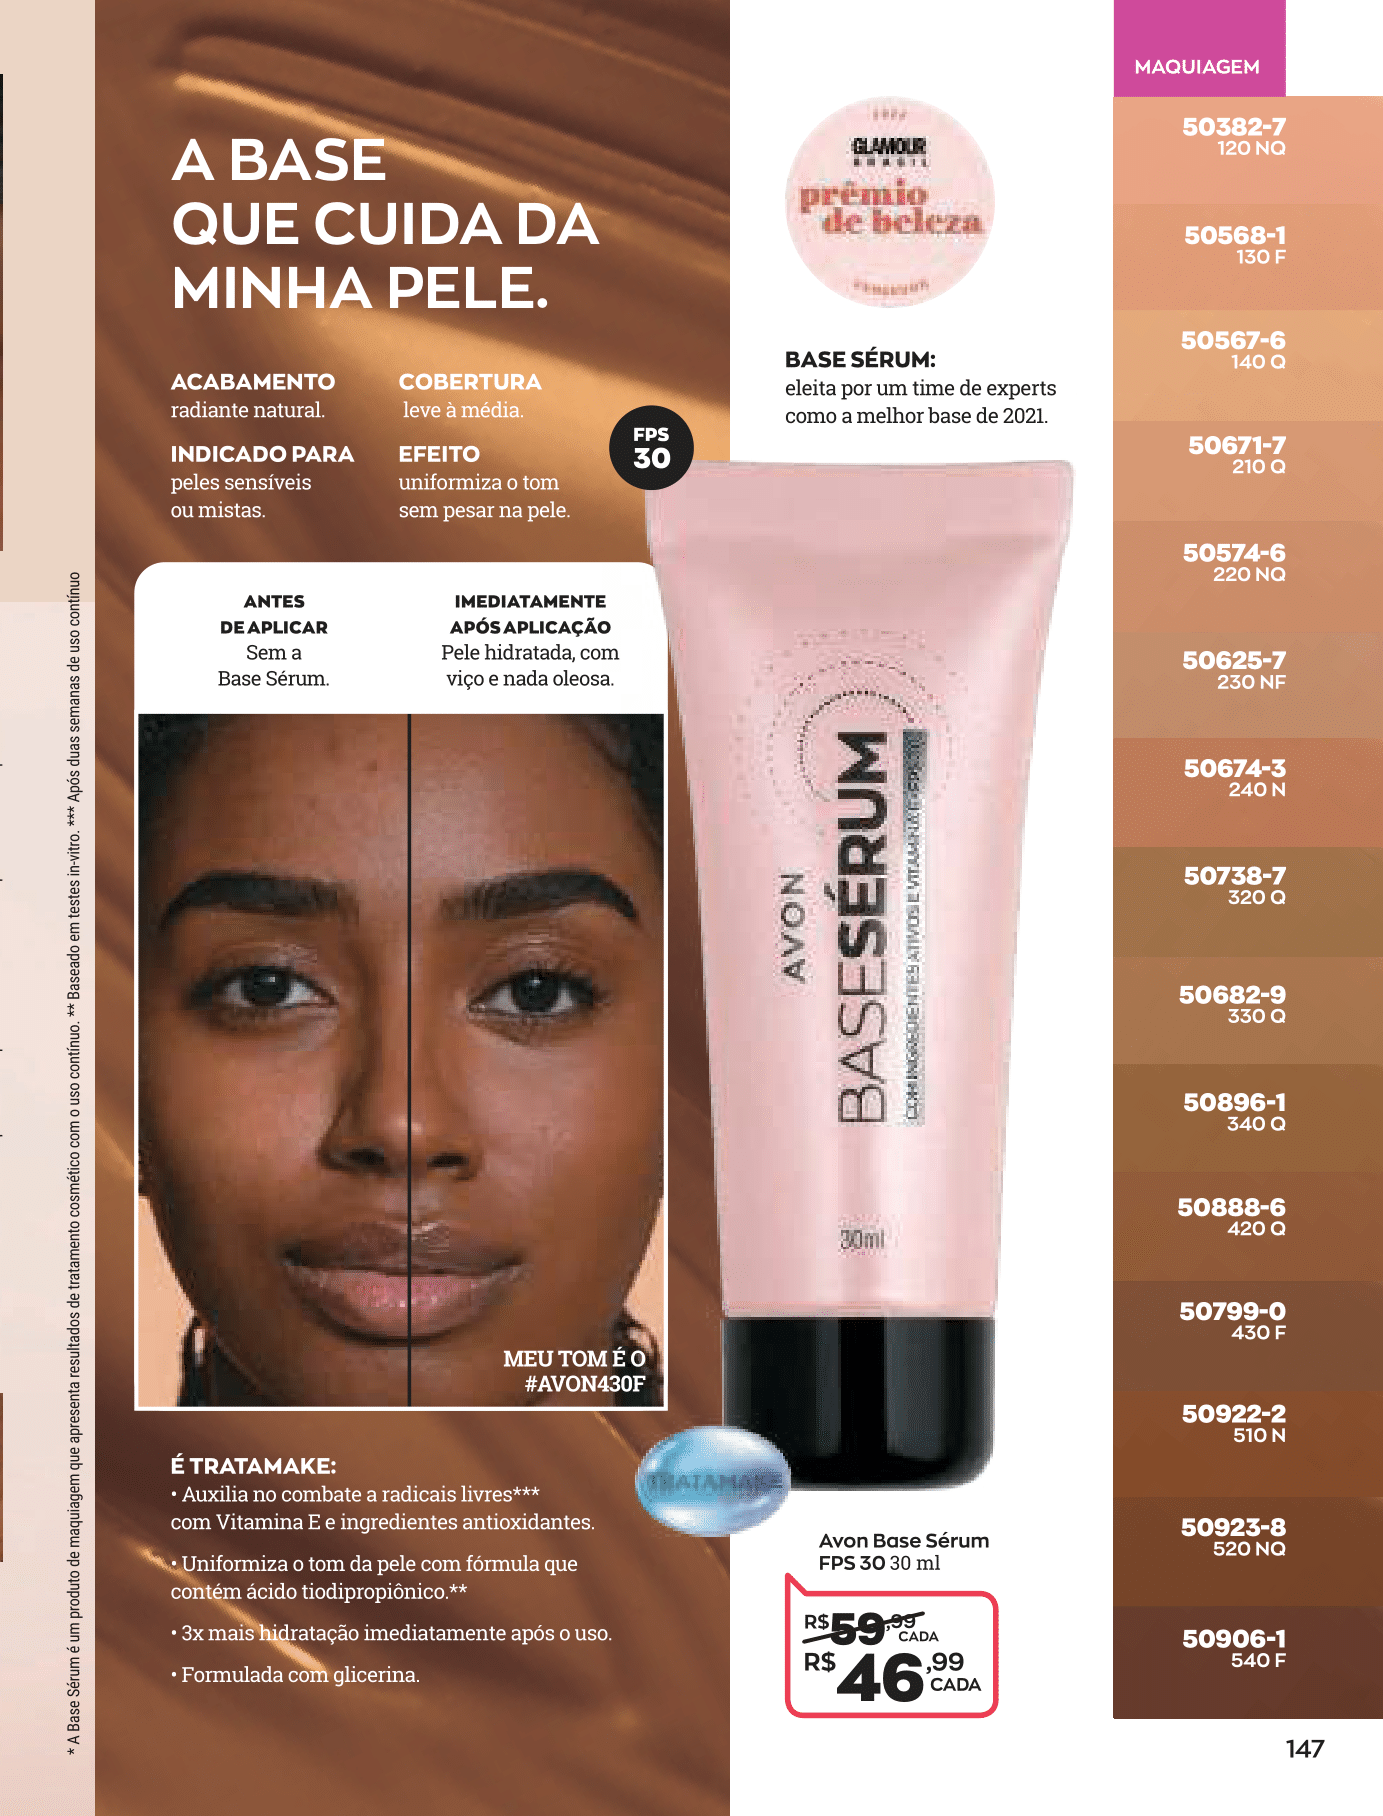 MAQUIAGEM
A BASE
QUE CUIDA DA
MINHA PELE.
ACABAMENTO
radiante natural.
COBERTURA
leve à média.
INDICADO PARA
peles sensíveis
ou mistas.
EFEITO
uniformiza o tom
sem pesar na pele.
FPS
30
GLAMOUR
BRASIL
prêmio
de beleza
BASE SÉRUM:
eleita por um time de experts
como a melhor base de 2021.
ANTES
DE APLICAR
Sem a
Base Sérum.
IMEDIATAMENTE
APÓS APLICAÇÃO
Pele hidratada, com
viço e nada oleosa.
MEU TOM É O
#AVON430F
AVON
BASESÉRUM
COM INGREDIENTES ATIVOS E VITAMINA E • FPS 30
30ml
É TRATAMAKE:
• Auxilia no combate a radicais livres***
com Vitamina E e ingredientes antioxidantes.
• Uniformiza o tom da pele com fórmula que
contém ácido tiodipropiônico.**
• 3x mais hidratação imediatamente após o uso.
• Formulada com glicerina.
TRATAMAKE
Avon Base Sérum
FPS 30 30 ml
R$59,99
CADA
R$46,99
CADA
50382-7
120 NQ
50568-1
130 F
50567-6
140 Q
50671-7
210 Q
50574-6
220 NQ
50625-7
230 NF
50674-3
240 N
50738-7
320 Q
50682-9
330 Q
50896-1
340 Q
50888-6
420 Q
50799-0
430 F
50922-2
510 N
50923-8
520 NQ
50906-1
540 F
* A Base Sérum é um produto de maquiagem que apresenta resultados de tratamento cosmético com o uso contínuo. ** Baseado em testes in-vitro. *** Após duas semanas de uso contínuo
147